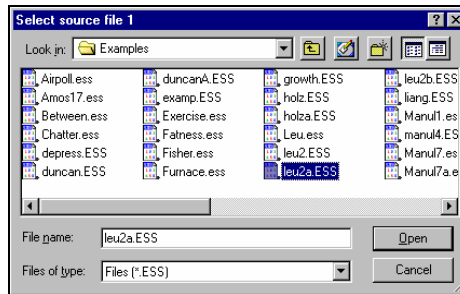 Select source file 1
Look in: Examples
Airpoll.ess duncanA.ESS growth.ESS leu2b.ESS
Amos17.ess examp.ESS holz.ESS liang.ESS
Between.ess Exercise.ess holza.ESS Manul1.es
Chatter.ess Fatness.ess Leu.ess manul4.ES
depress.ESS Fisher.ess leu2.ESS Manul7.es
duncan.ESS Furnace.ess leu2a.ESS Manul7a.e
File name: leu2a.ESS Open
Files of type: Files (*.ESS) Cancel